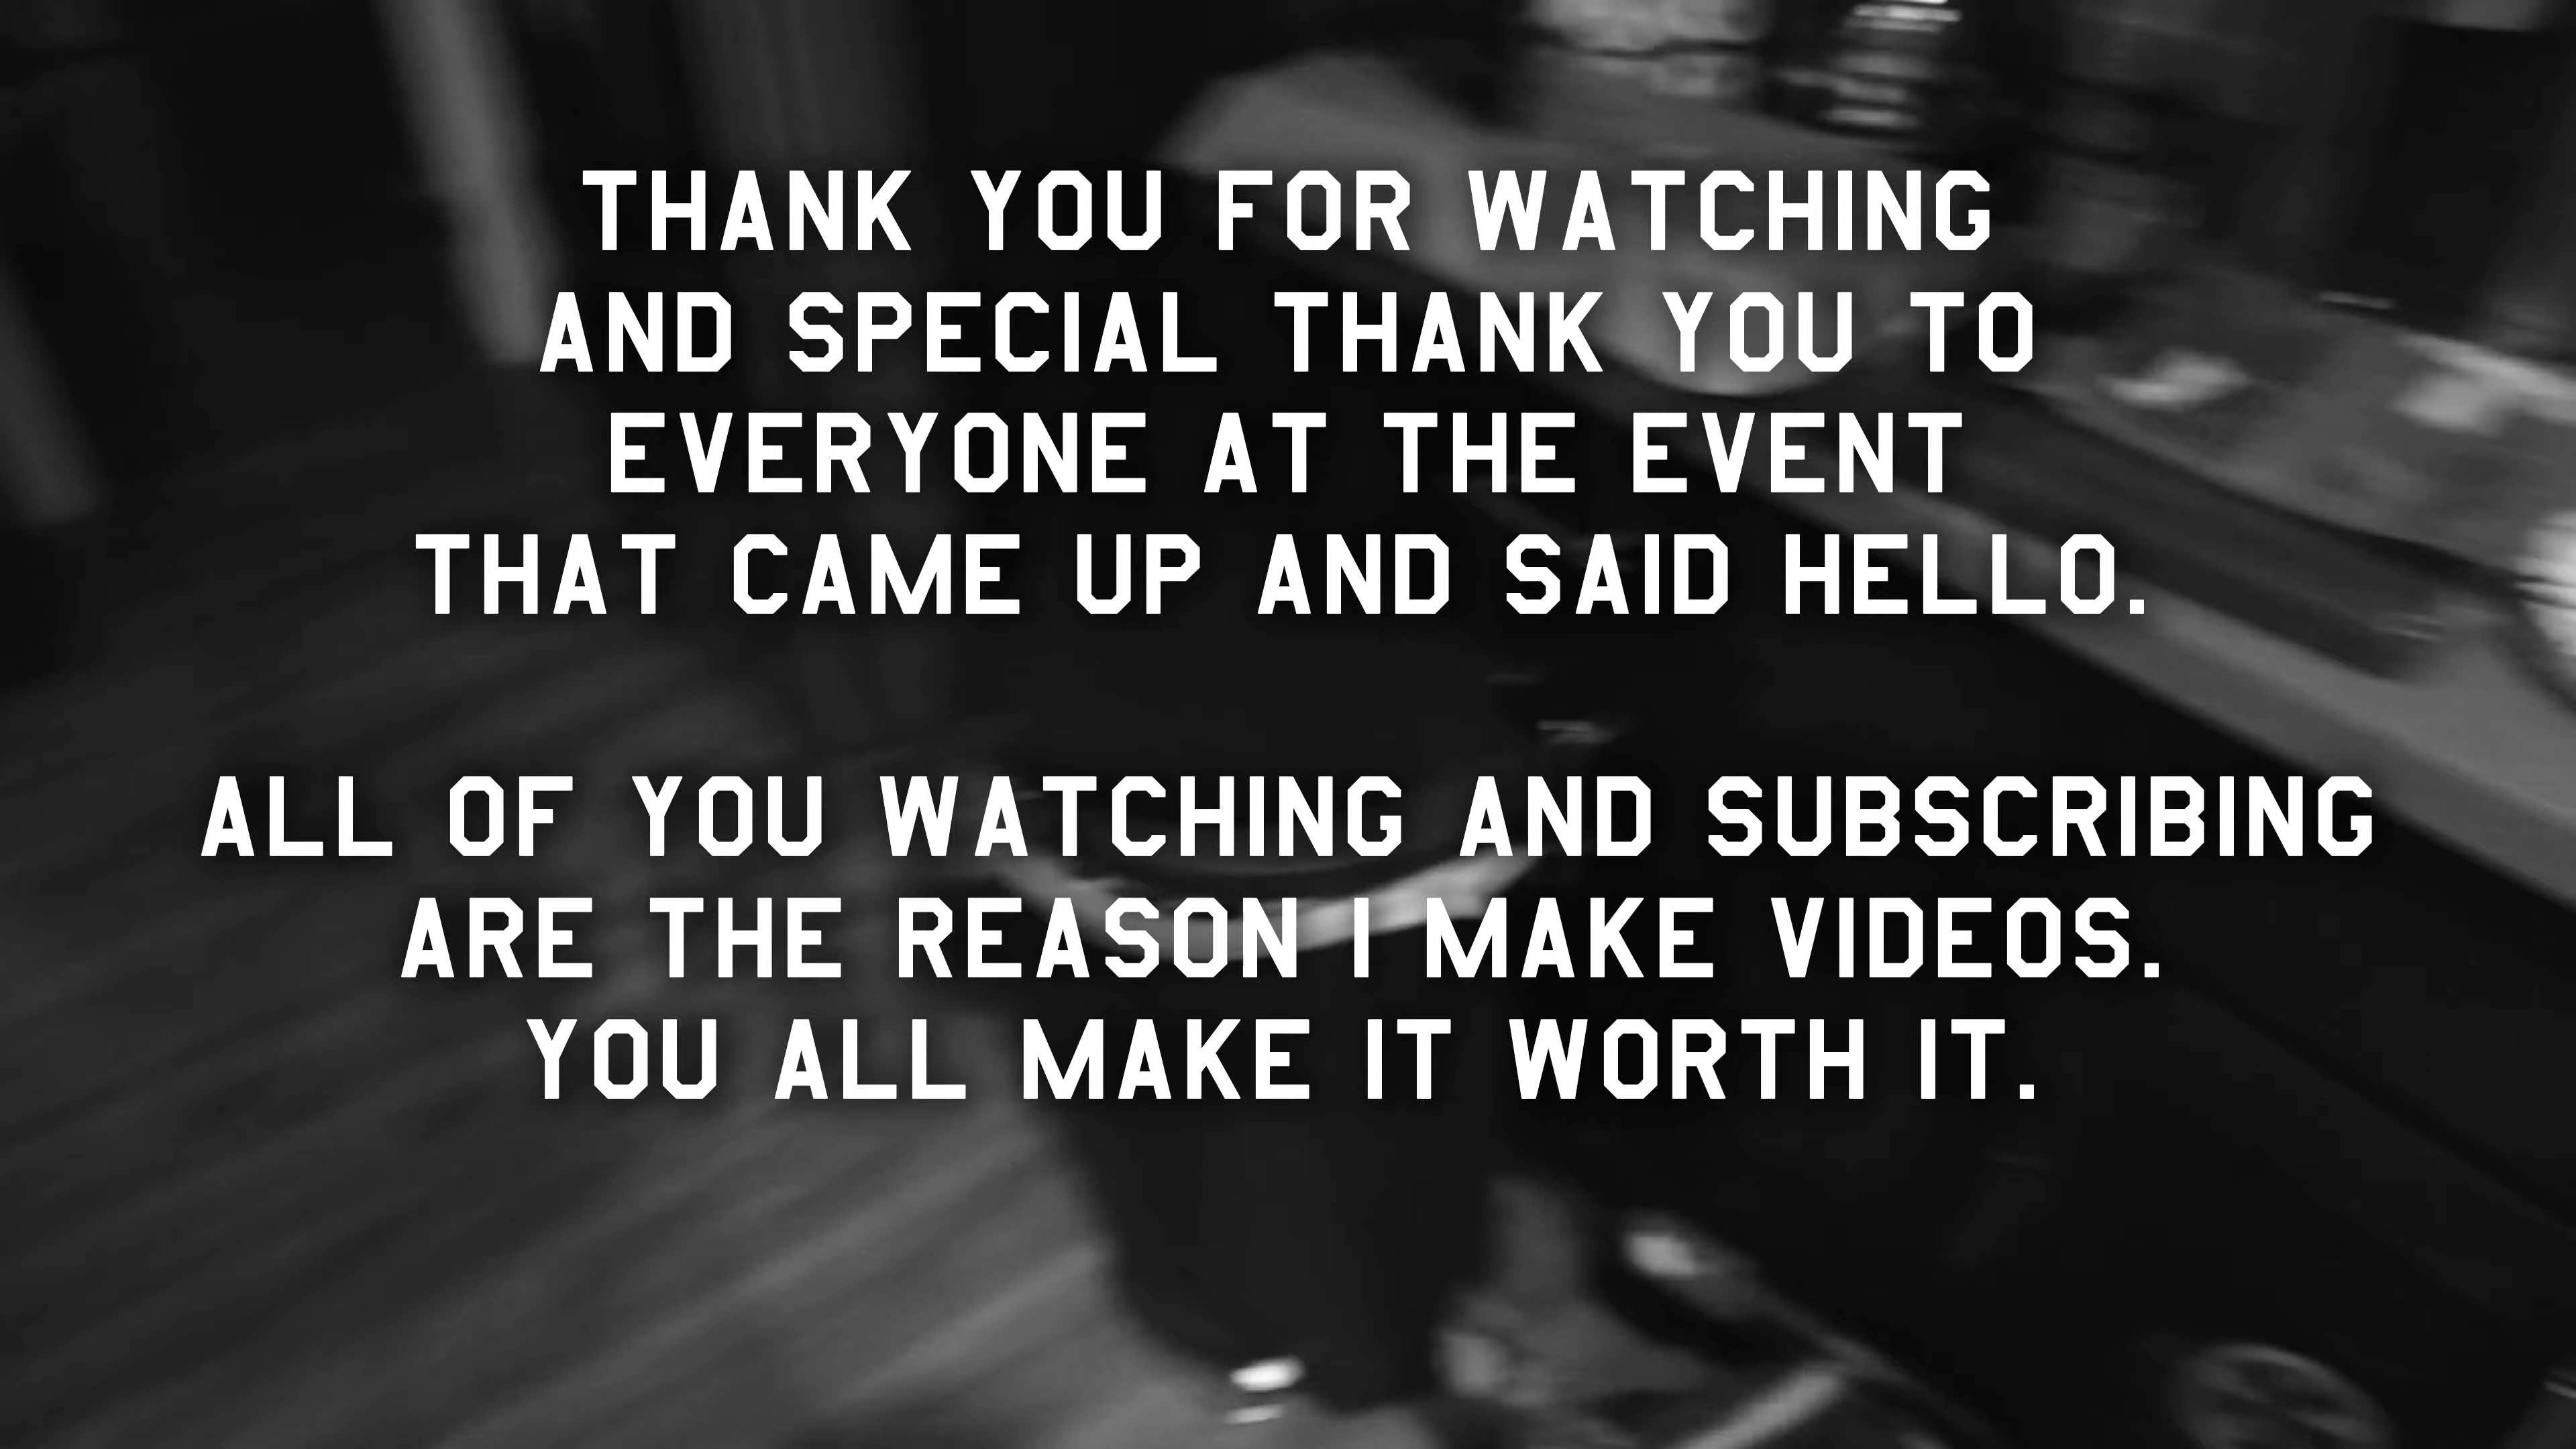 THANK YOU FOR WATCHING
AND SPECIAL THANK YOU TO
EVERYONE AT THE EVENT
THAT CAME UP AND SAID HELLO.
ALL OF YOU WATCHING AND SUBSCRIBING
ARE THE REASON I MAKE VIDEOS.
YOU ALL MAKE IT WORTH IT.